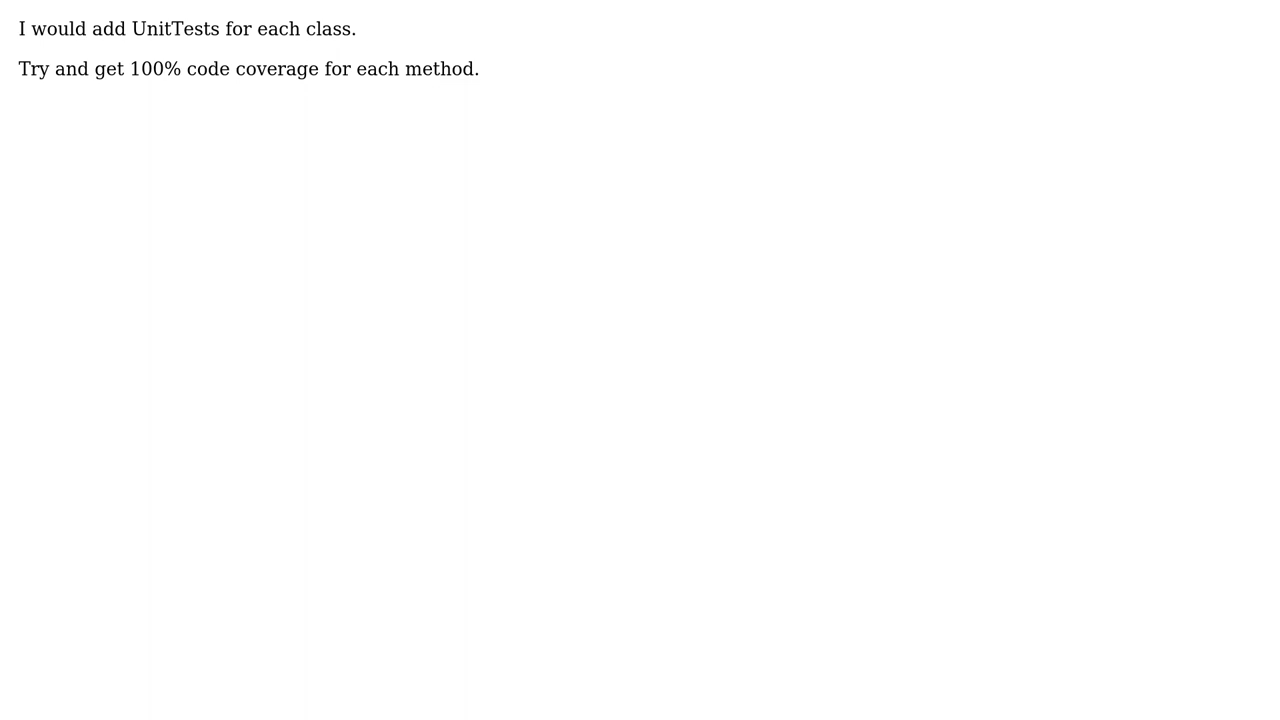 I would add UnitTests for each class.
Try and get 100% code coverage for each method.